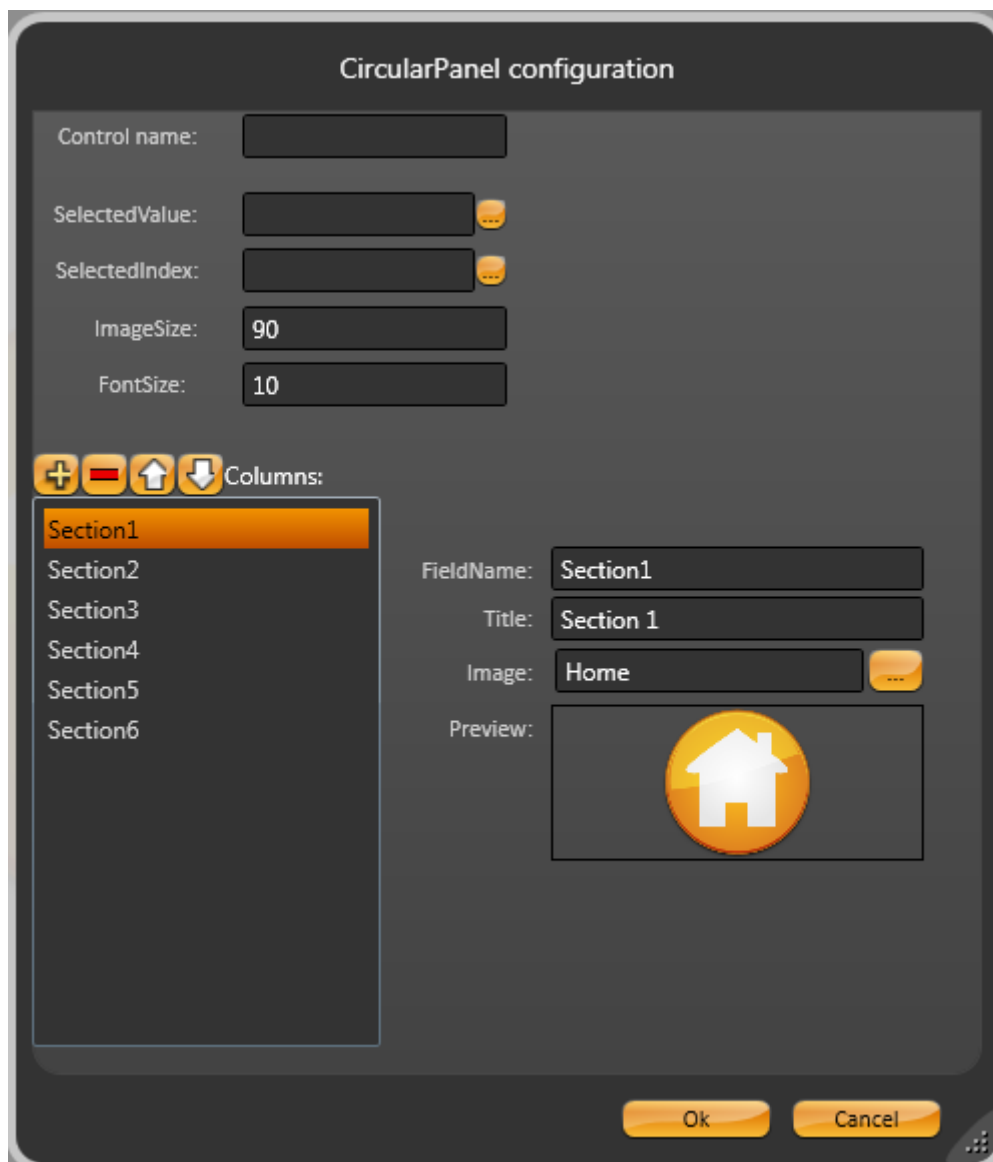 CircularPanel configuration
Control name:
SelectedValue:
...
SelectedIndex:
...
ImageSize: 90
FontSize: 10
Columns:
Section1
Section2
Section3
Section4
Section5
Section6
FieldName: Section1
Title: Section 1
Image: Home ...
Preview:
Ok Cancel